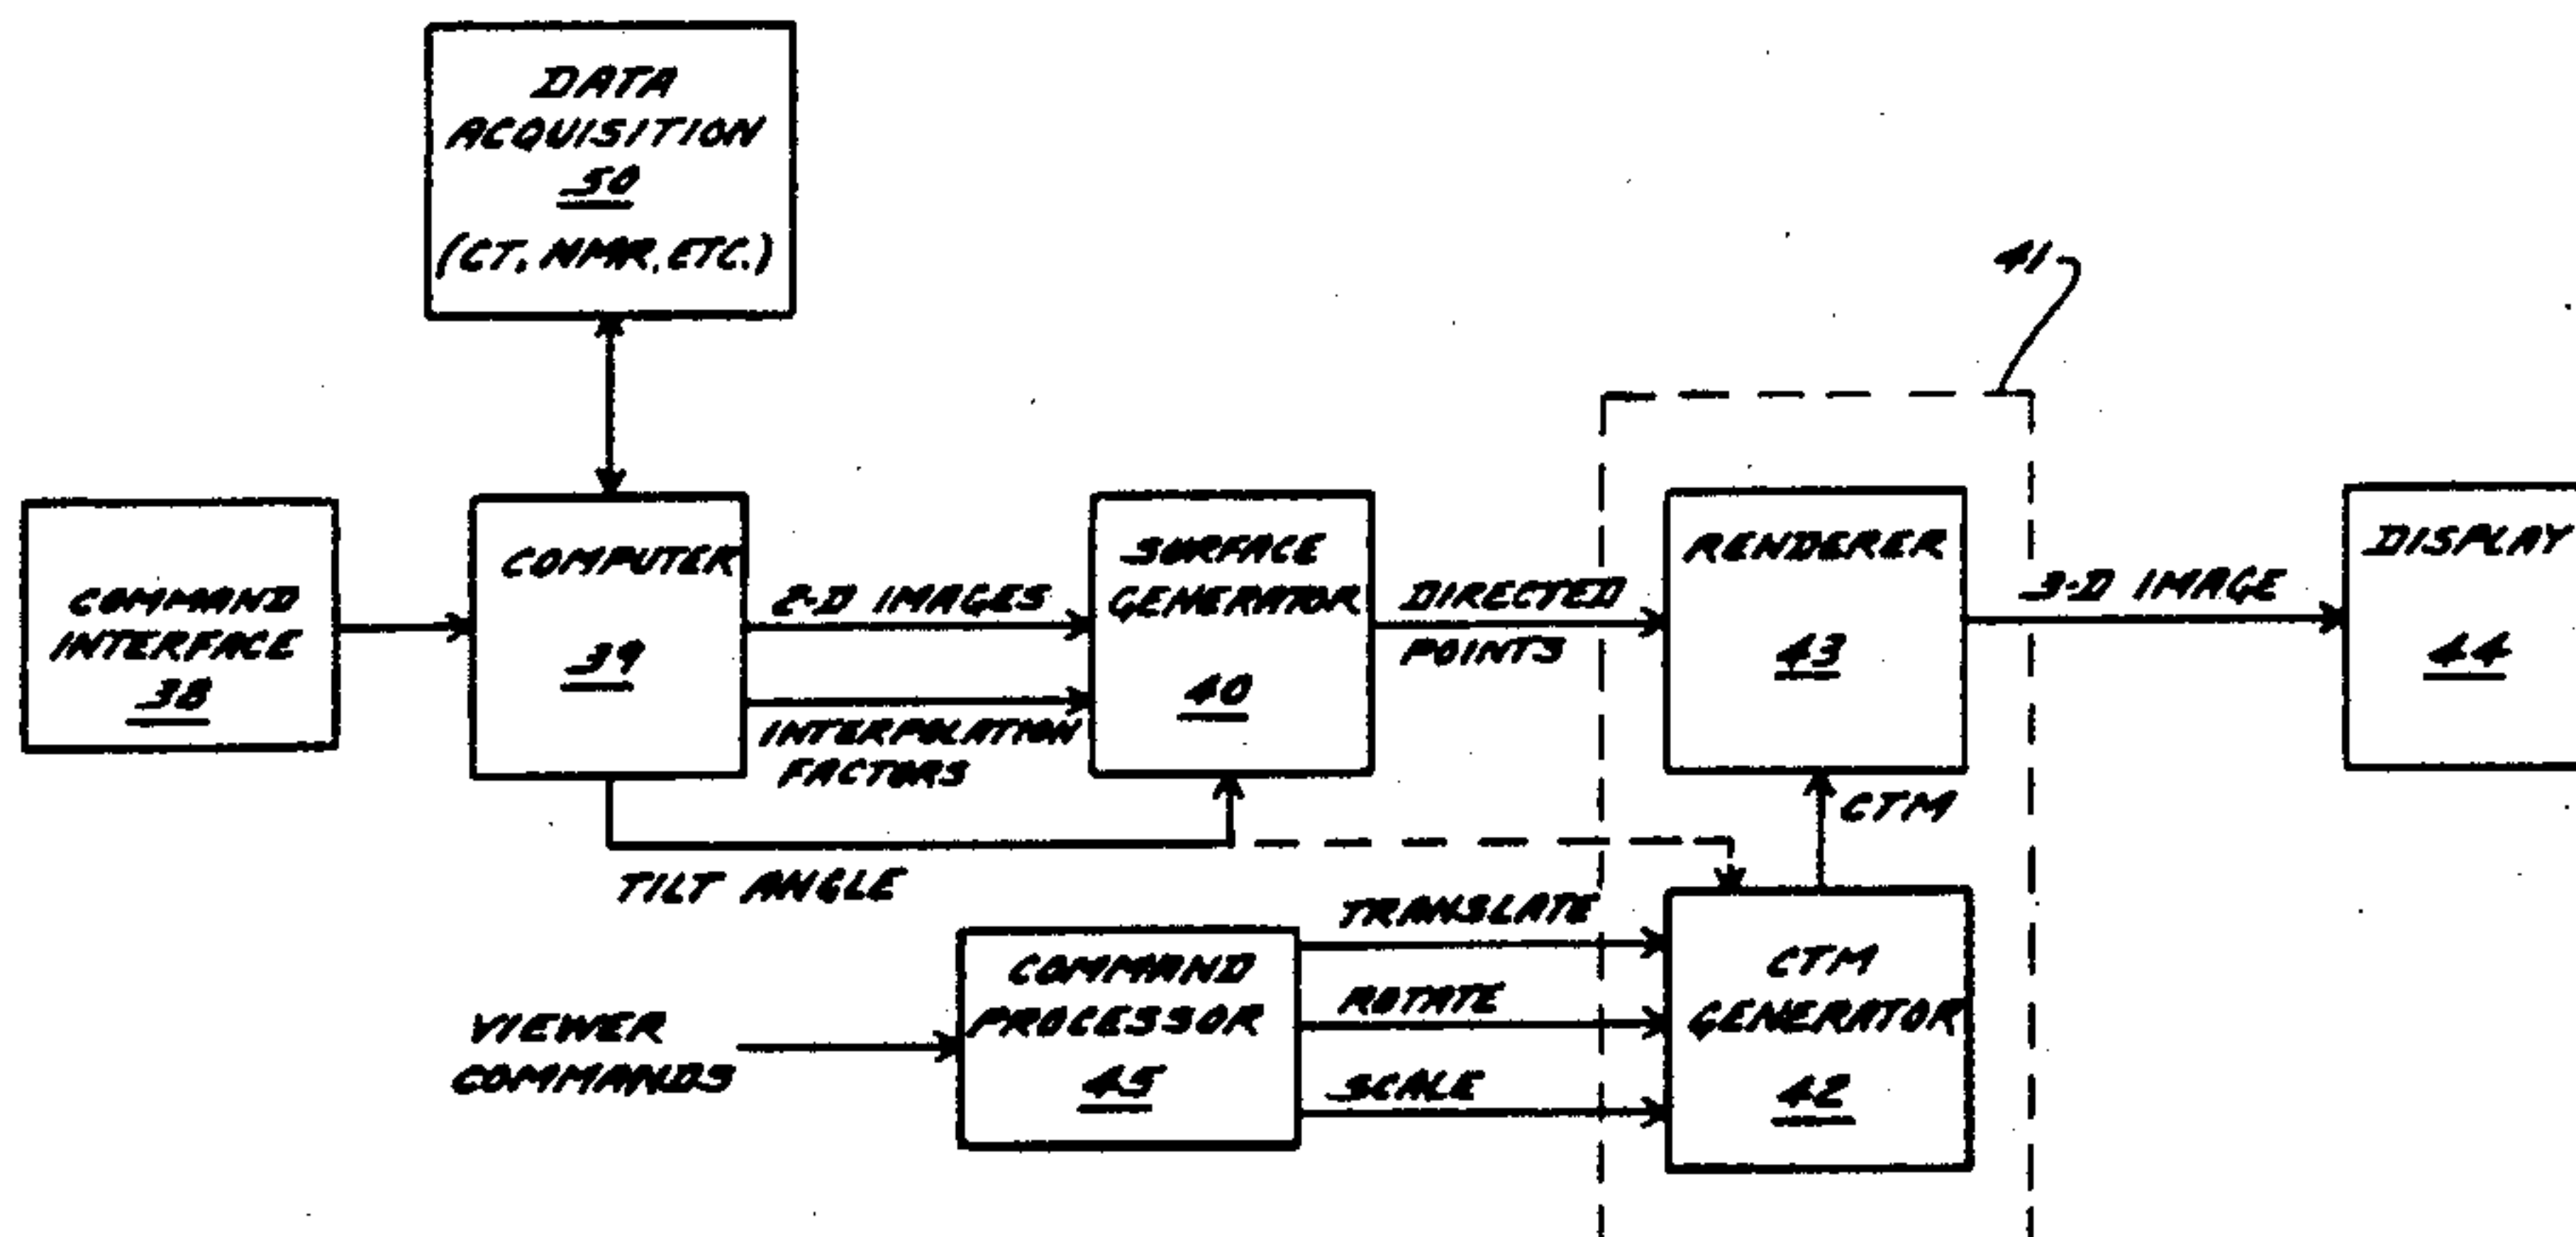 DATA
ACQUISITION
50
(CT, NMR, ETC.)
41
COMMAND
INTERFACE
38
COMPUTER
39
2-D IMAGES
INTERPOLATION
FACTORS
SURFACE
GENERATOR
40
DIRECTED
POINTS
RENDERER
43
3-D IMAGE
DISPLAY
44
CTM
TILT ANGLE
VIEWER
COMMANDS
COMMAND
PROCESSOR
45
TRANSLATE
ROTATE
SCALE
CTM
GENERATOR
42